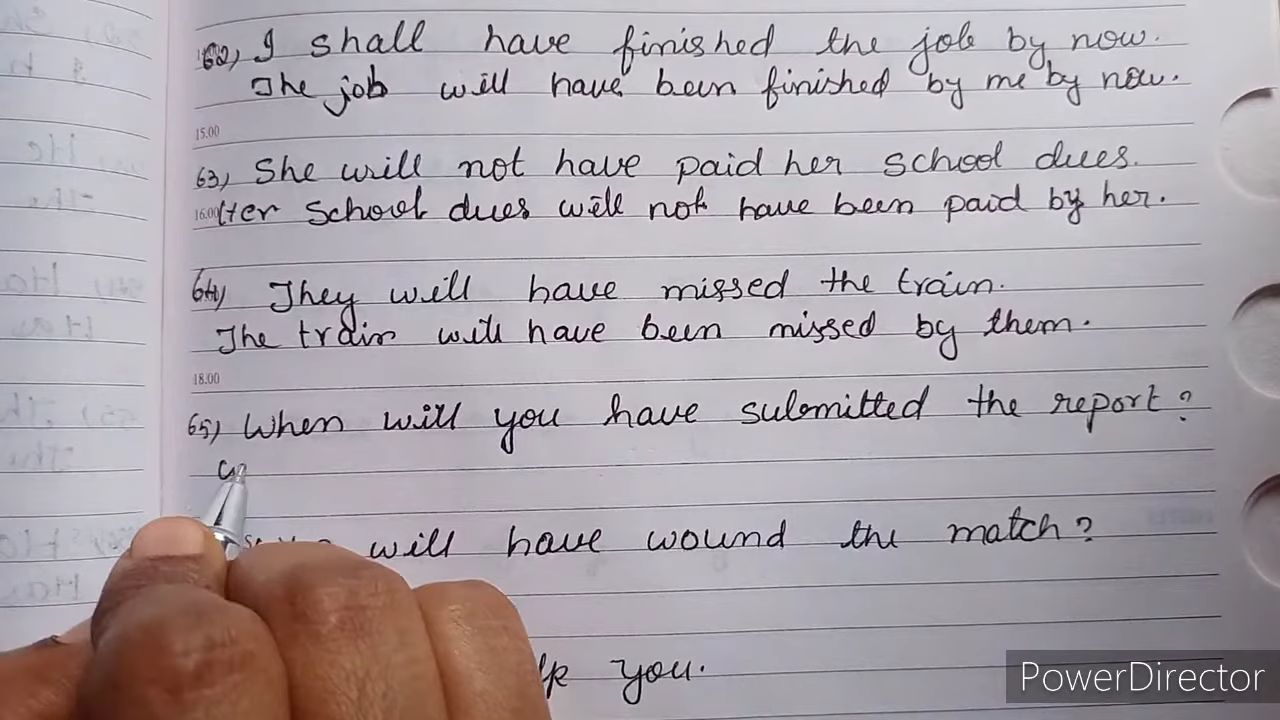 62) I shall have finished the job by now.
The job will have been finished by me by now.
15.00
63) She will not have paid her school dues.
16.00 Her School dues will not have been paid by her.
64) They will have missed the train.
The train will have been missed by them.
18.00
65) When will you have submitted the report?
will have wound the match?
you.
PowerDirector